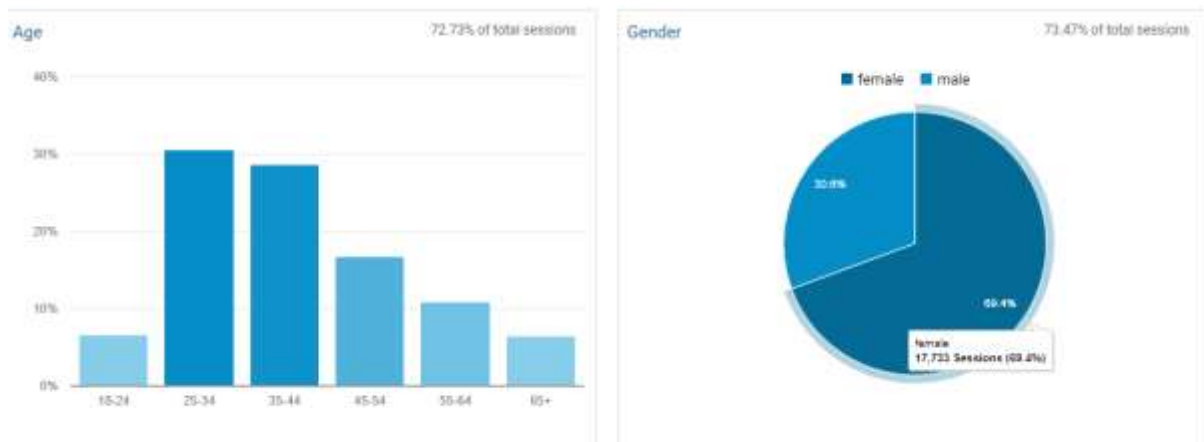 Age
72.73% of total sessions
40%
30%
20%
10%
0%
18-24
25-34
35-44
45-54
55-64
65+
Gender
73.47% of total sessions
female
male
30.6%
69.4%
female
17,733 Sessions (69.4%)